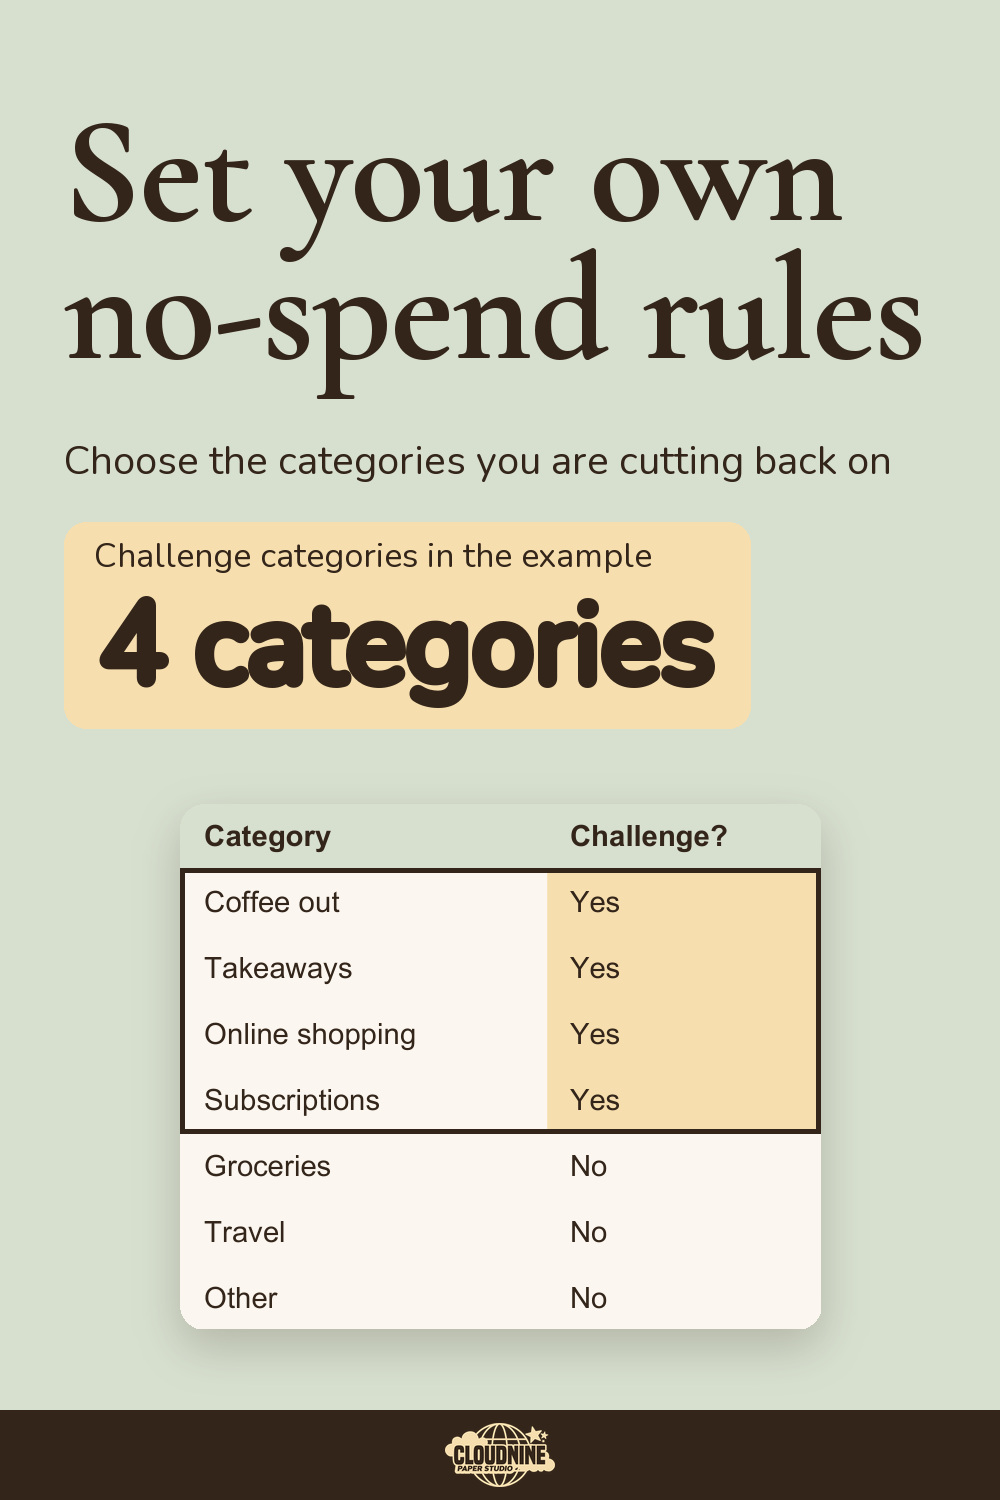 Set your own
no-spend rules
Choose the categories you are cutting back on
Challenge categories in the example
4 categories
Category Challenge?
Coffee out Yes
Takeaways Yes
Online shopping Yes
Subscriptions Yes
Groceries No
Travel No
Other No
CLOUDNINE
PAPER STUDIO